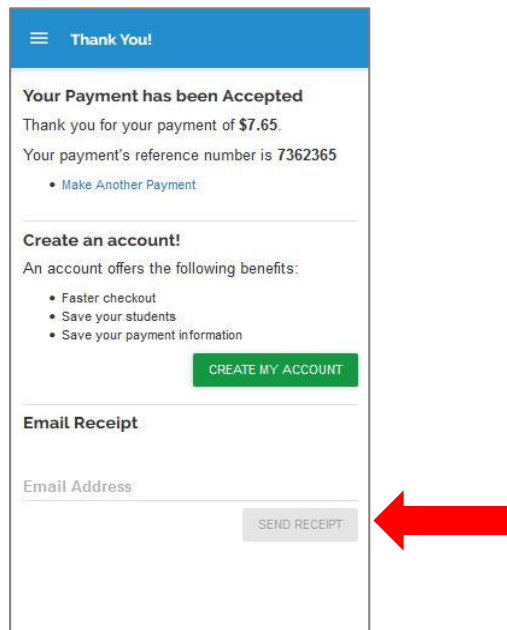 Thank You!
Your Payment has been Accepted
Thank you for your payment of $7.65.
Your payment's reference number is 7362365
• Make Another Payment
Create an account!
An account offers the following benefits:
• Faster checkout
• Save your students
• Save your payment information
CREATE MY ACCOUNT
Email Receipt
Email Address
SEND RECEIPT